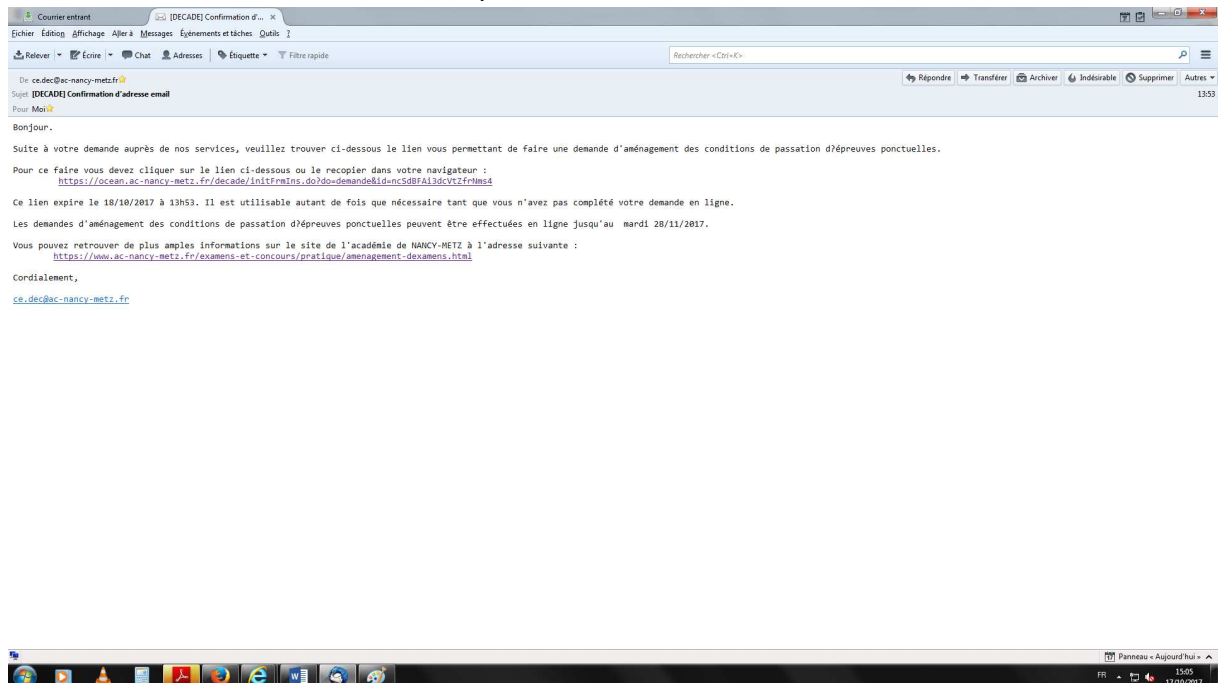 Courrier entrant
[DECADE] Confirmation d'... ×
Fichier Édition Affichage Aller à Messages Évènements et tâches Outils ?
Relever Écrire Chat Adresses Étiquette Filtre rapide Rechercher <Ctrl+K>
De ce.dec@ac-nancy-metz.fr Répondre Transférer Archiver Indésirable Supprimer Autres
Sujet [DECADE] Confirmation d'adresse email 13:53
Pour Moi
Bonjour.
Suite à votre demande auprès de nos services, veuillez trouver ci-dessous le lien vous permettant de faire une demande d'aménagement des conditions de passation d?épreuves ponctuelles.
Pour ce faire vous devez cliquer sur le lien ci-dessous ou le recopier dans votre navigateur :
https://ocean.ac-nancy-metz.fr/decade/initFrmIns.do?do=demande&id=ncSdBFAi3dcVtZfrNms4
Ce lien expire le 18/10/2017 à 13h53. Il est utilisable autant de fois que nécessaire tant que vous n'avez pas complété votre demande en ligne.
Les demandes d'aménagement des conditions de passation d?épreuves ponctuelles peuvent être effectuées en ligne jusqu'au mardi 28/11/2017.
Vous pouvez retrouver de plus amples informations sur le site de l'académie de NANCY-METZ à l'adresse suivante :
https://www.ac-nancy-metz.fr/examens-et-concours/pratique/amenagement-dexamens.html
Cordialement,
ce.dec@ac-nancy-metz.fr
Panneau « Aujourd'hui »
FR 15:05
17/10/2017